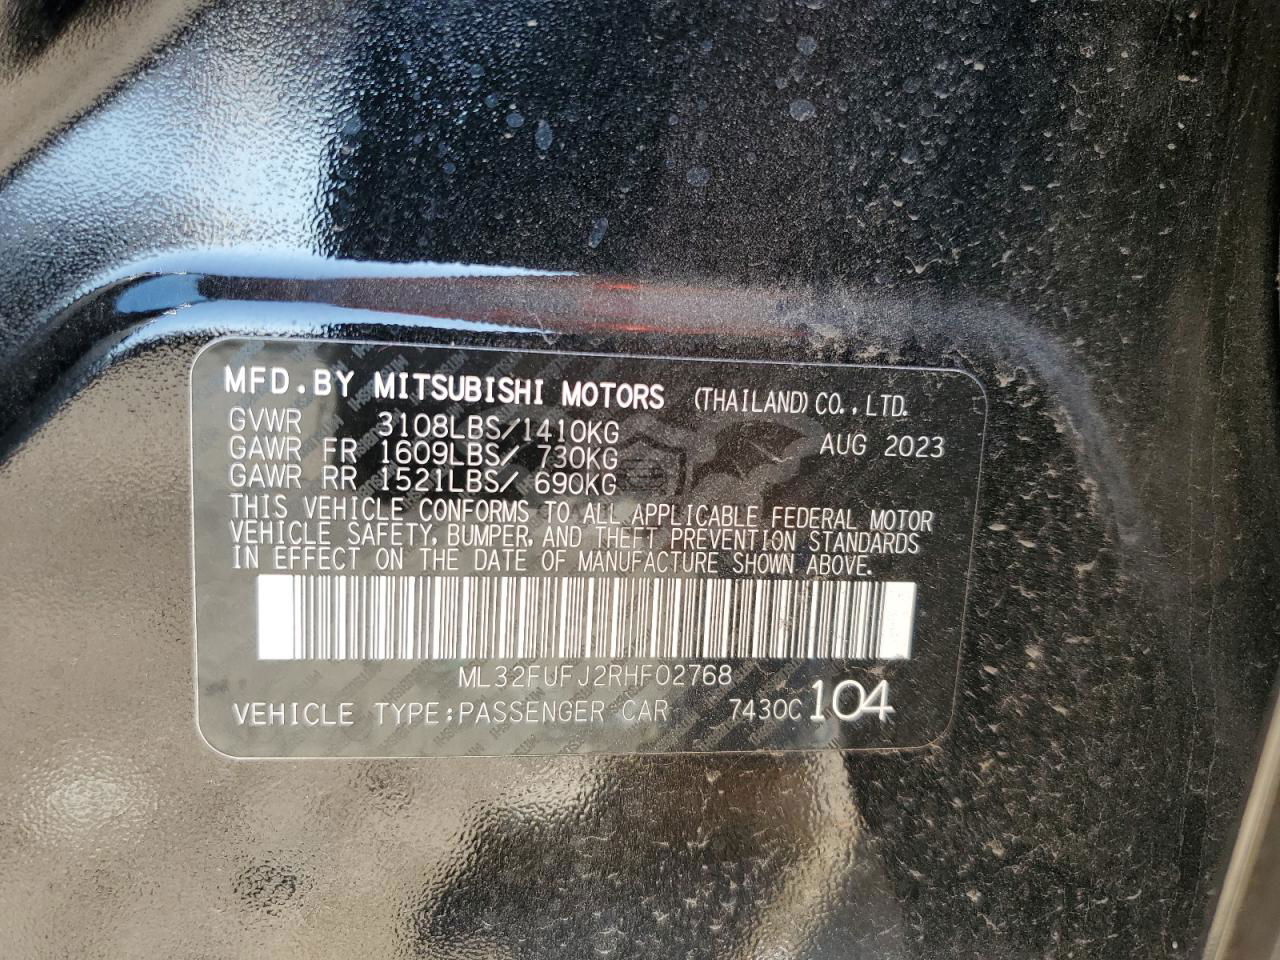 MFD.BY MITSUBISHI MOTORS (THAILAND) CO.,LTD.
GVWR 3108LBS/1410KG AUG 2023
GAWR FR 1609LBS/ 730KG
GAWR RR 1521LBS/ 690KG
THIS VEHICLE CONFORMS TO ALL APPLICABLE FEDERAL MOTOR
VEHICLE SAFETY, BUMPER, AND THEFT PREVENTION STANDARDS
IN EFFECT ON THE DATE OF MANUFACTURE SHOWN ABOVE.
ML32FUFJ2RHF02768
VEHICLE TYPE:PASSENGER CAR 7430C 104